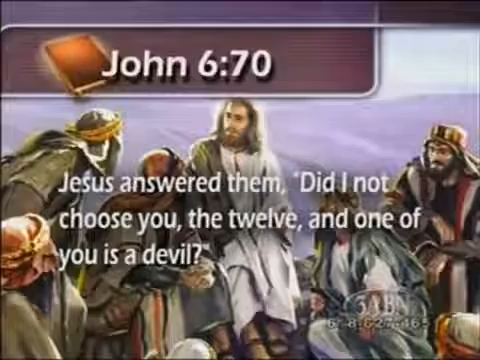 John 6:70
Jesus answered them, "Did I not
choose you, the twelve, and one of
you is a devil?"
3ABN